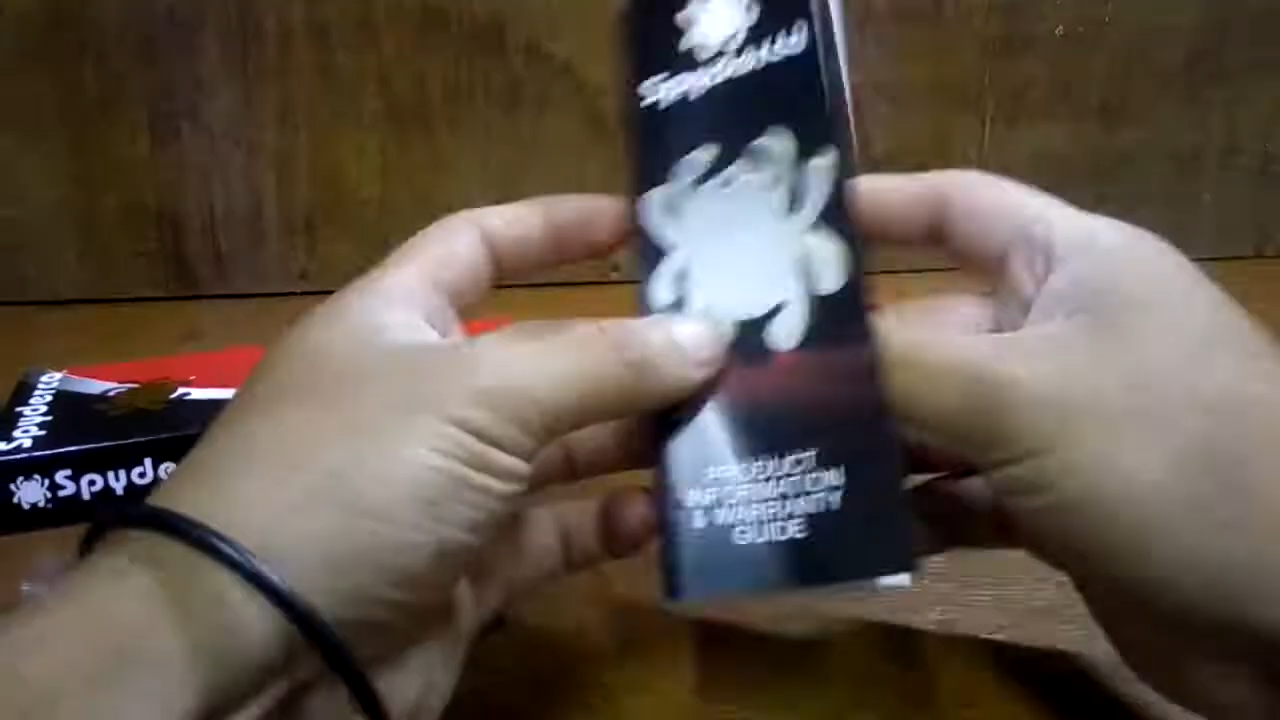 Spyderco
PRODUCT
INFORMATION
& WARRANTY
GUIDE
Spyderco
Spyde